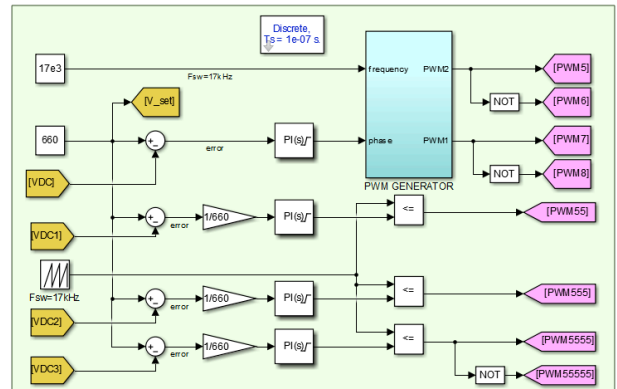 Discrete,
Ts = 1e-07 s.
17e3
Fsw=17kHz
frequency
PWM2
[PWM5]
NOT
[PWM6]
[V_set]
660
error
PI(s)
phase
PWM1
[PWM7]
NOT
[PWM8]
[VDC]
PWM GENERATOR
[VDC1]
error
1/660
PI(s)
<=
[PWM55]
Fsw=17kHz
error
1/660
PI(s)
<=
[PWM555]
[VDC2]
error
1/660
PI(s)
<=
[PWM5555]
[VDC3]
NOT
[PWM55555]